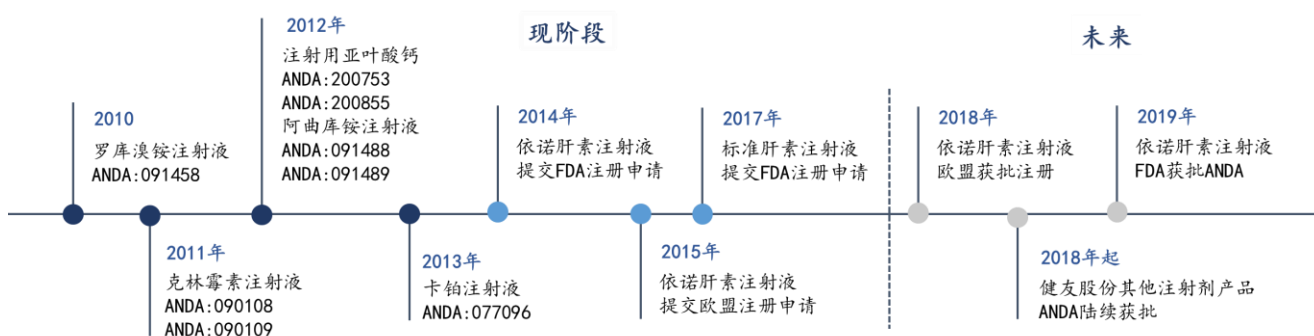 现阶段
未来
2010
罗库溴铵注射液
ANDA:091458
2011年
克林霉素注射液
ANDA:090108
ANDA:090109
2012年
注射用亚叶酸钙
ANDA:200753
ANDA:200855
阿曲库铵注射液
ANDA:091488
ANDA:091489
2013年
卡铂注射液
ANDA:077096
2014年
依诺肝素注射液
提交FDA注册申请
2015年
依诺肝素注射液
提交欧盟注册申请
2017年
标准肝素注射液
提交FDA注册申请
2018年
依诺肝素注射液
欧盟获批注册
2018年起
健友股份其他注射剂产品
ANDA陆续获批
2019年
依诺肝素注射液
FDA获批ANDA